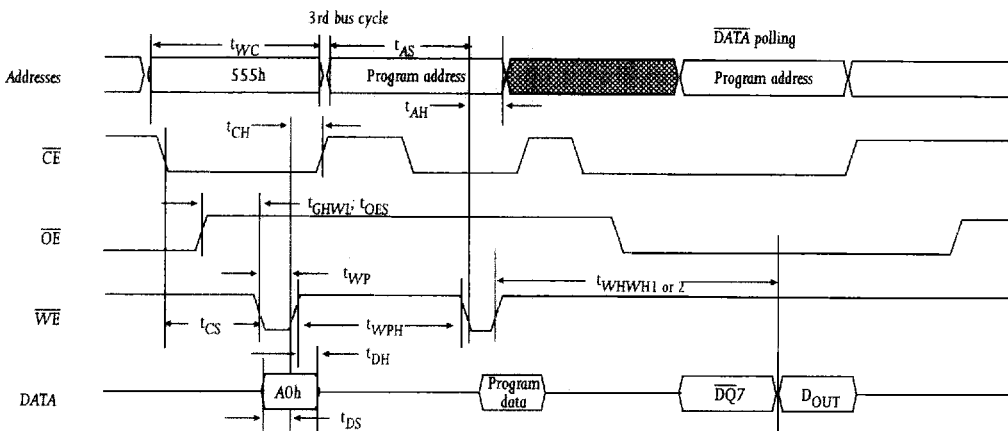 3rd bus cycle
tWC
tAS
DATA polling
Addresses
555h
Program address
Program address
tAH
tCH
CE
tGHWL; tOES
OE
tWP
tWHWH1 or 2
WE
tCS
tWPH
tDH
DATA
A0h
Program data
DQ7
DOUT
tDS